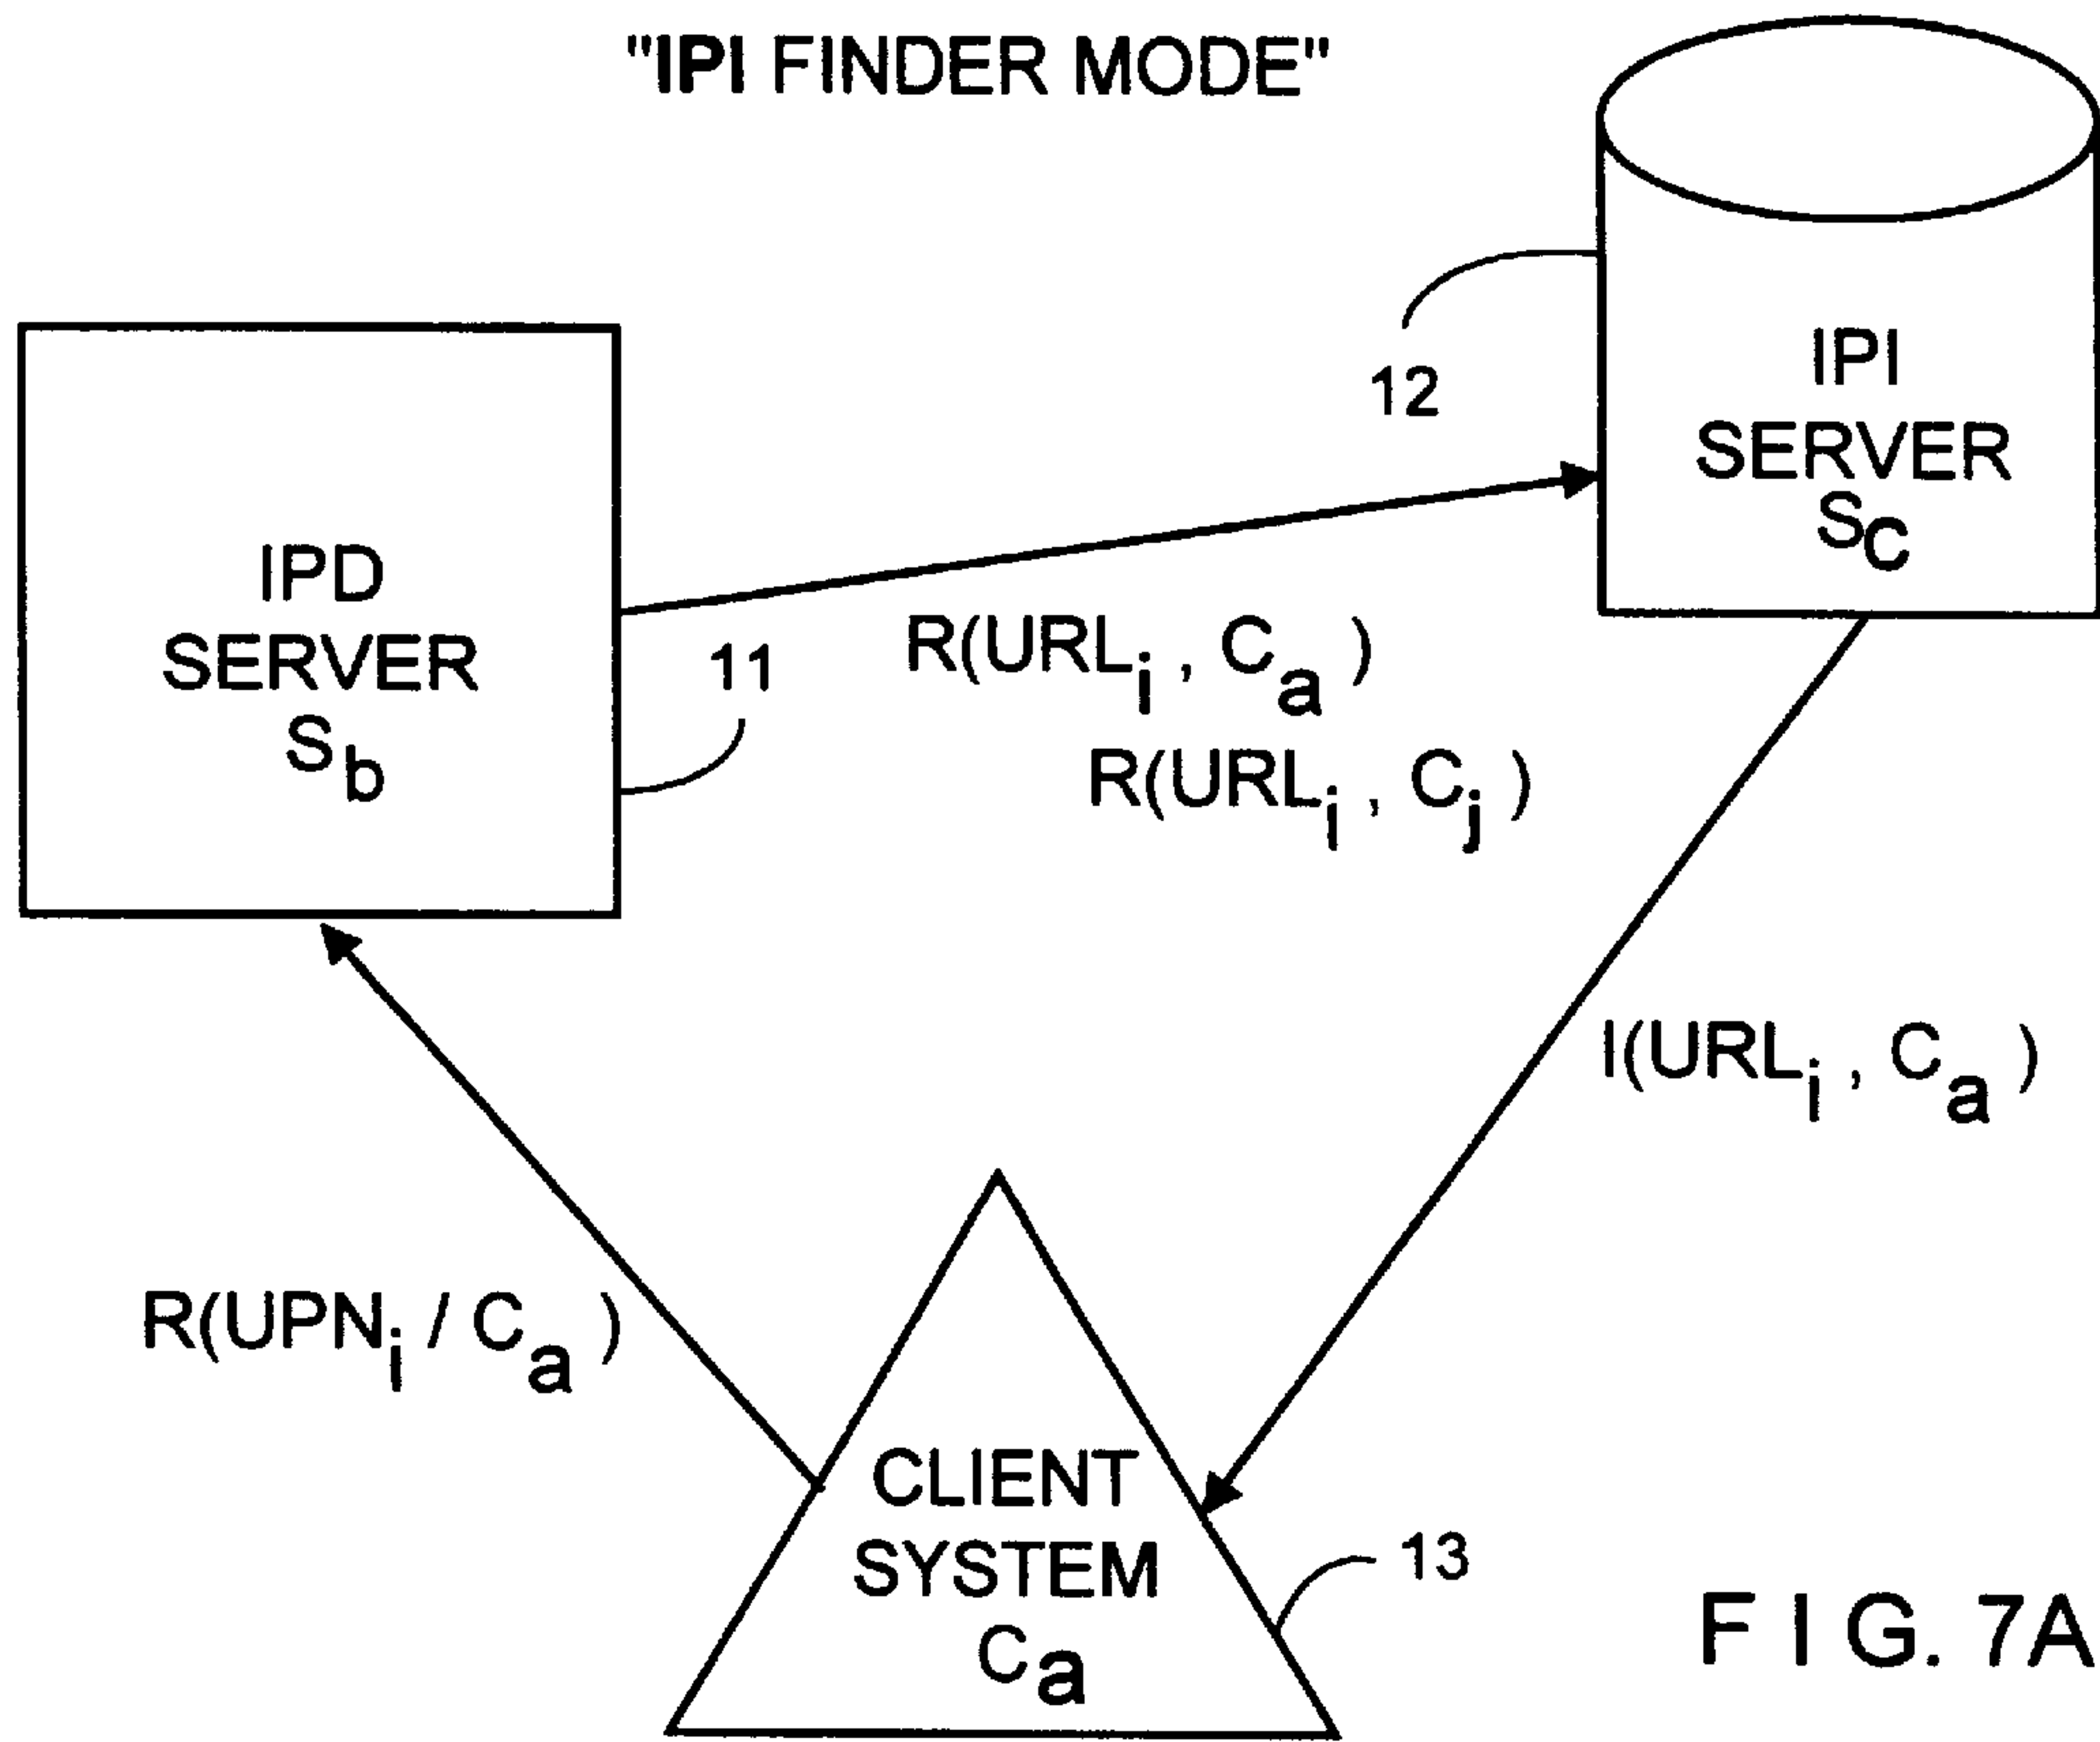 "IPI FINDER MODE"
IPI
SERVER
Sc
12
IPD
SERVER
Sb
11
R(URLi , Ca )
R(URLi , Cj )
I(URLi , Ca )
R(UPNi / Ca )
CLIENT
SYSTEM
Ca
13
F I G. 7A